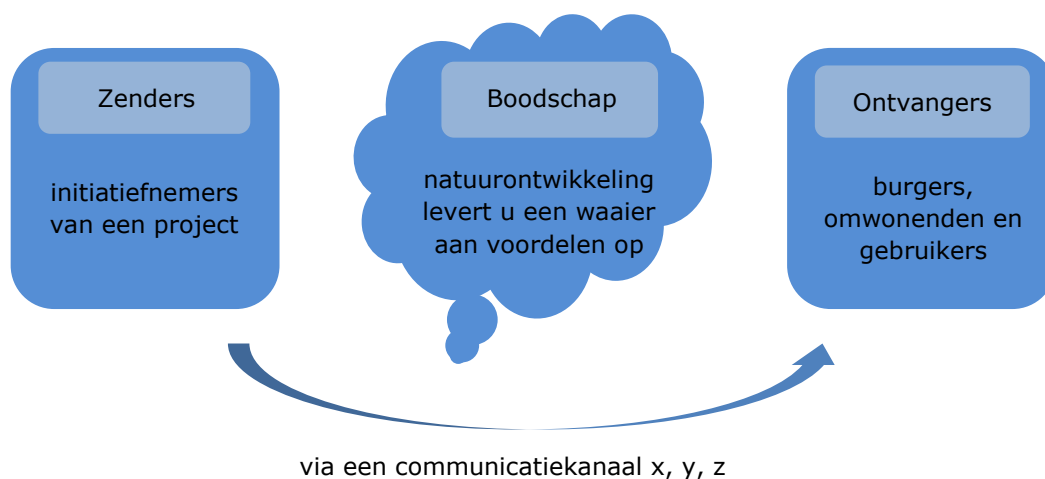 Zenders
initiatiefnemers
van een project
Boodschap
natuurontwikkeling
levert u een waaier
aan voordelen op
Ontvangers
burgers,
omwonenden en
gebruikers
via een communicatiekanaal x, y, z